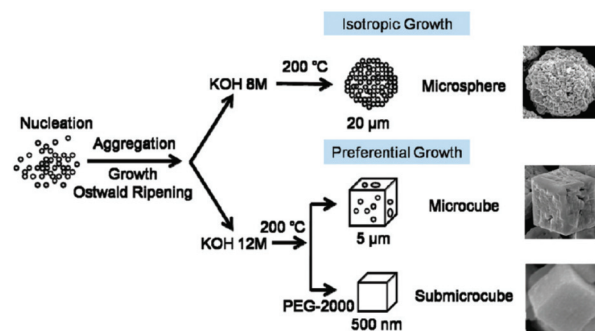 Isotropic Growth
200 °C
KOH 8M
Microsphere
20 μm
Nucleation
Aggregation
Growth
Ostwald Ripening
Preferential Growth
200 °C
KOH 12M
Microcube
5 μm
PEG-2000
Submicrocube
500 nm